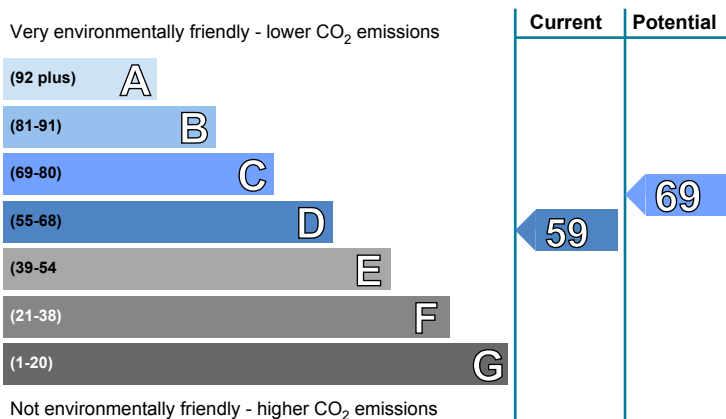 Current Potential
Very environmentally friendly - lower CO2 emissions
(92 plus) A
(81-91) B
(69-80) C
69
(55-68) D
59
(39-54 E
(21-38) F
(1-20) G
Not environmentally friendly - higher CO2 emissions